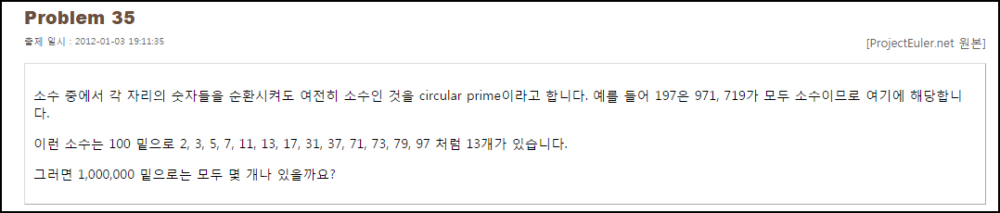 Problem 35
출제 일시 : 2012-01-03 19:11:35
[ProjectEuler.net 원본]
소수 중에서 각 자리의 숫자들을 순환시켜도 여전히 소수인 것을 circular prime이라고 합니다. 예를 들어 197은 971, 719가 모두 소수이므로 여기에 해당합니
다.
이런 소수는 100 밑으로 2, 3, 5, 7, 11, 13, 17, 31, 37, 71, 73, 79, 97 처럼 13개가 있습니다.
그러면 1,000,000 밑으로는 모두 몇 개나 있을까요?